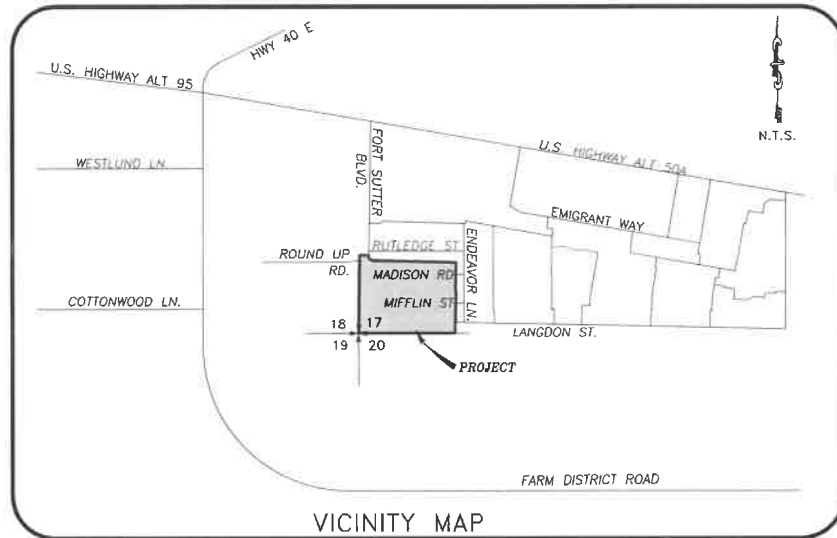 HWY 40 E
U.S. HIGHWAY ALT 95
N.T.S.
FORT SUTTER
BLVD.
U.S. HIGHWAY ALT 50A
WESTLUND LN.
EMIGRANT WAY
ENDEAVOR LN.
RUTLEDGE ST.
ROUND UP
RD.
MADISON RD
MIFFLIN ST
COTTONWOOD LN.
18 17
19 20
LANGDON ST.
PROJECT
FARM DISTRICT ROAD
VICINITY MAP